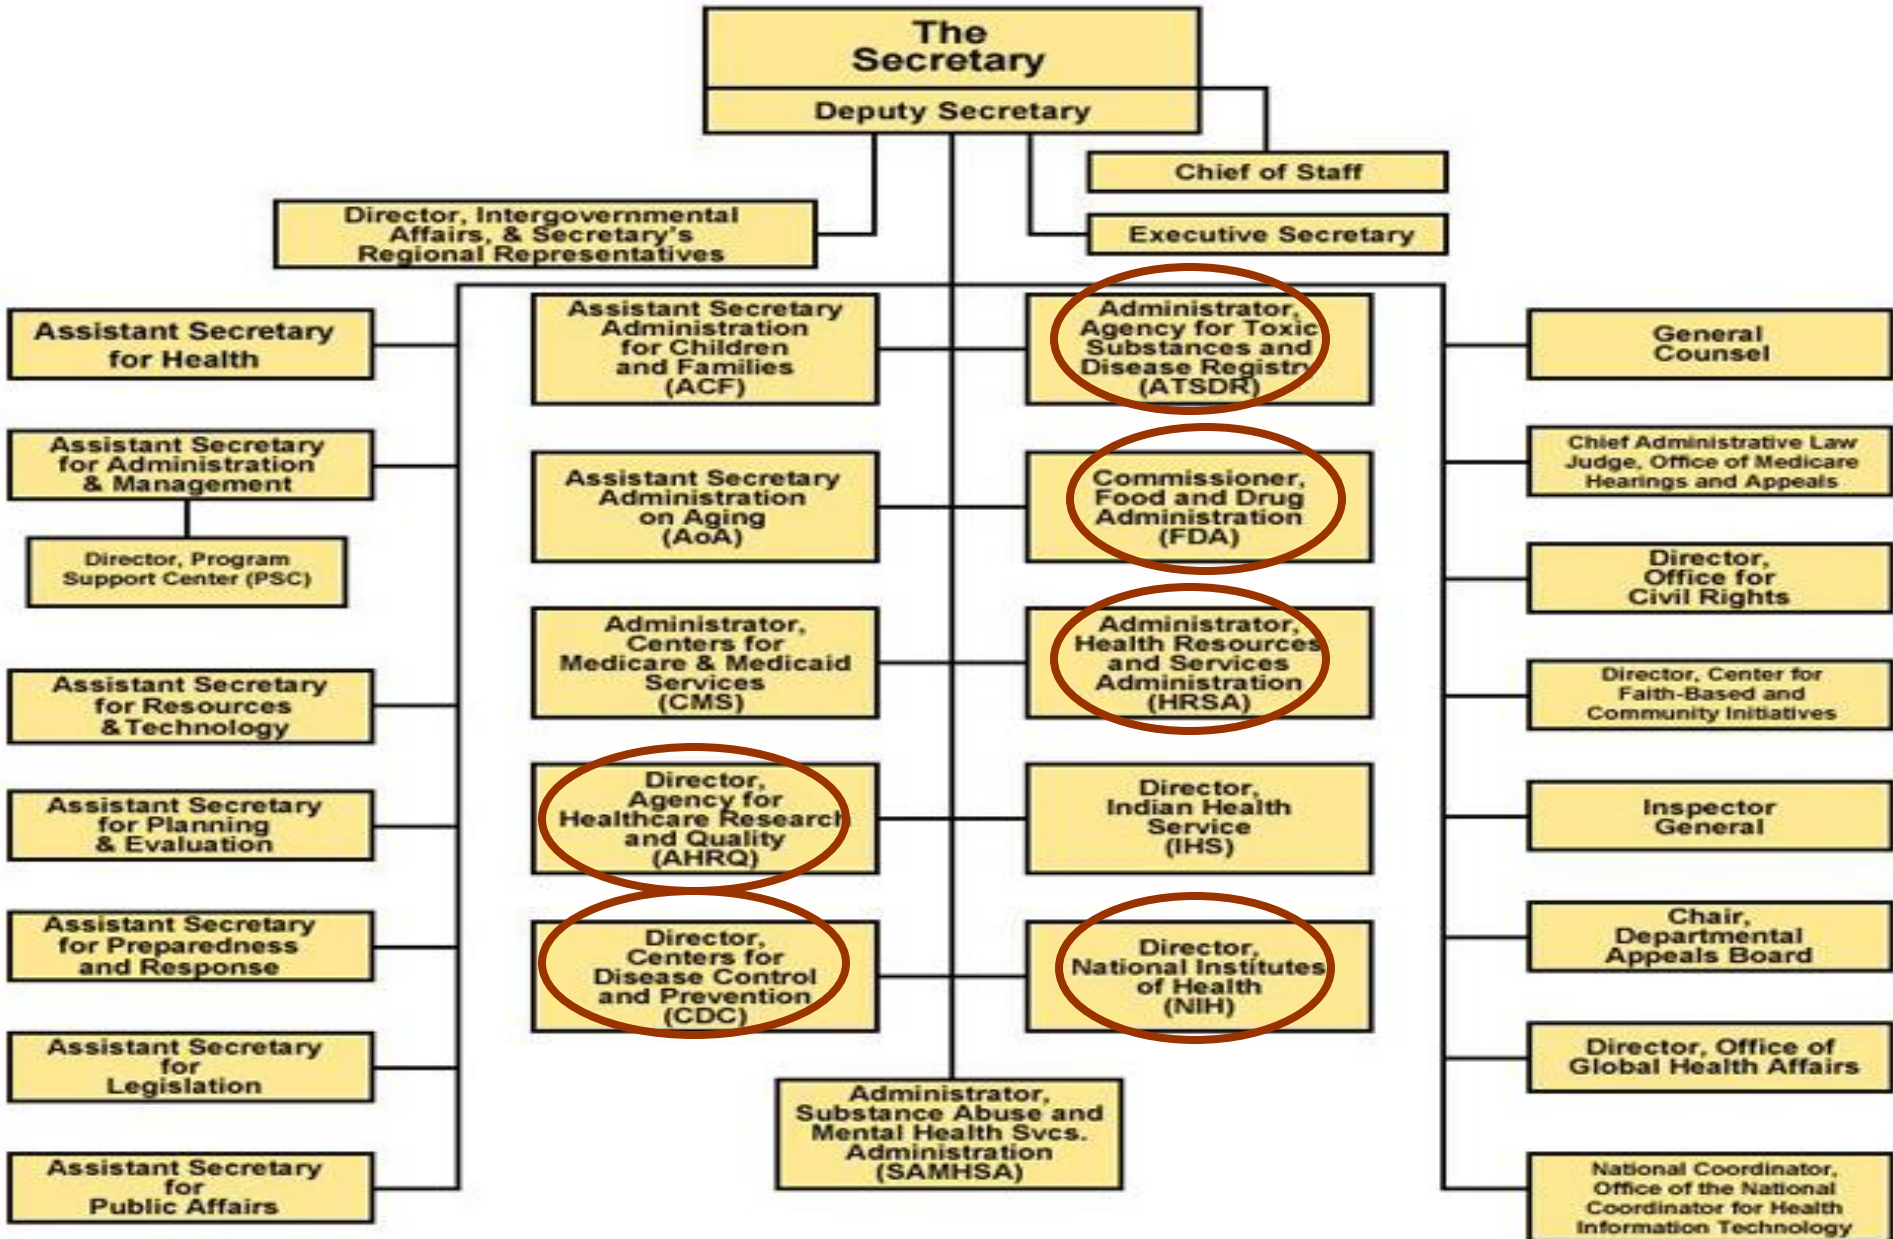 The
Secretary
Deputy Secretary
Chief of Staff
Director, Intergovernmental
Affairs, & Secretary's
Regional Representatives
Executive Secretary
Assistant Secretary
for Health
Assistant Secretary
for Administration
& Management
Director, Program
Support Center (PSC)
Assistant Secretary
for Resources
& Technology
Assistant Secretary
for Planning
& Evaluation
Assistant Secretary
for Preparedness
and Response
Assistant Secretary
for
Legislation
Assistant Secretary
for
Public Affairs
Assistant Secretary
Administration
for Children
and Families
(ACF)
Assistant Secretary
Administration
on Aging
(AoA)
Administrator,
Centers for
Medicare & Medicaid
Services
(CMS)
Director,
Agency for
Healthcare Research
and Quality
(AHRQ)
Director,
Centers for
Disease Control
and Prevention
(CDC)
Administrator,
Agency for Toxic
Substances and
Disease Registry
(ATSDR)
Commissioner,
Food and Drug
Administration
(FDA)
Administrator,
Health Resources
and Services
Administration
(HRSA)
Director,
Indian Health
Service
(IHS)
Director,
National Institutes
of Health
(NIH)
Administrator,
Substance Abuse and
Mental Health Svcs.
Administration
(SAMHSA)
General
Counsel
Chief Administrative Law
Judge, Office of Medicare
Hearings and Appeals
Director,
Office for
Civil Rights
Director, Center for
Faith-Based and
Community Initiatives
Inspector
General
Chair,
Departmental
Appeals Board
Director, Office of
Global Health Affairs
National Coordinator,
Office of the National
Coordinator for Health
Information Technology